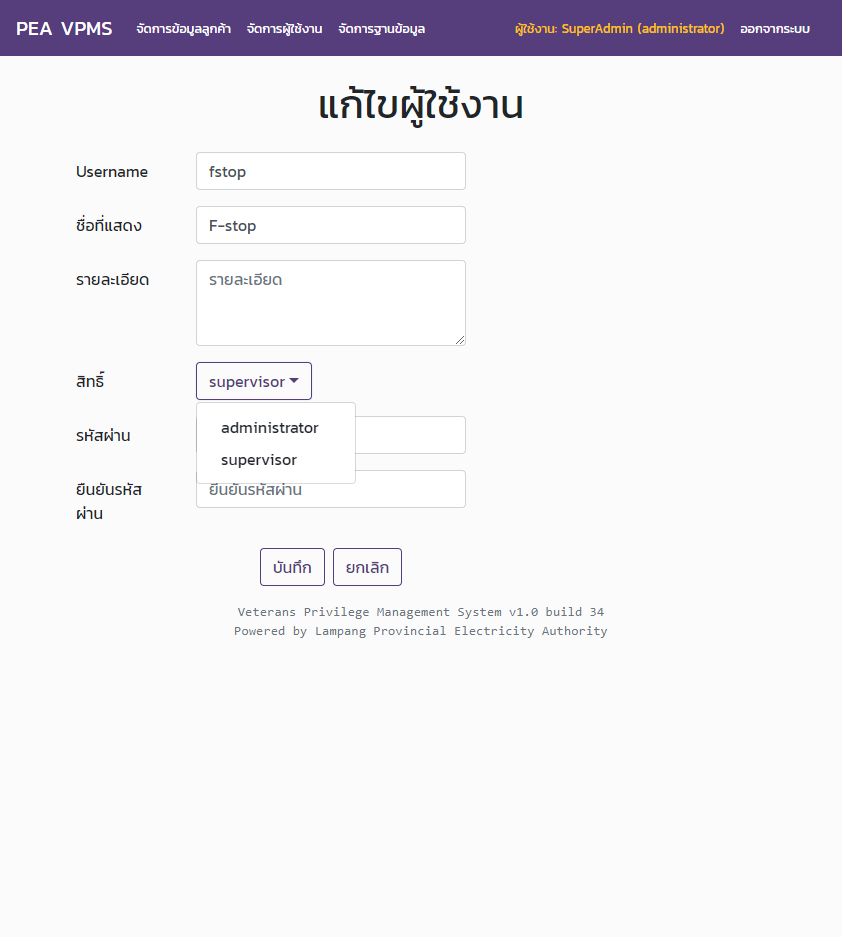 PEA VPMS จัดการข้อมูลลูกค้า จัดการผู้ใช้งาน จัดการฐานข้อมูล ผู้ใช้งาน: SuperAdmin (administrator) ออกจากระบบ
แก้ไขผู้ใช้งาน
Username fstop
ชื่อที่แสดง F-stop
รายละเอียด รายละเอียด
สิทธิ์ supervisor
administrator
รหัสผ่าน
supervisor
ยืนยันรหัส ยืนยันรหัสผ่าน
ผ่าน
บันทึก ยกเลิก
Veterans Privilege Management System v1.0 build 34
Powered by Lampang Provincial Electricity Authority